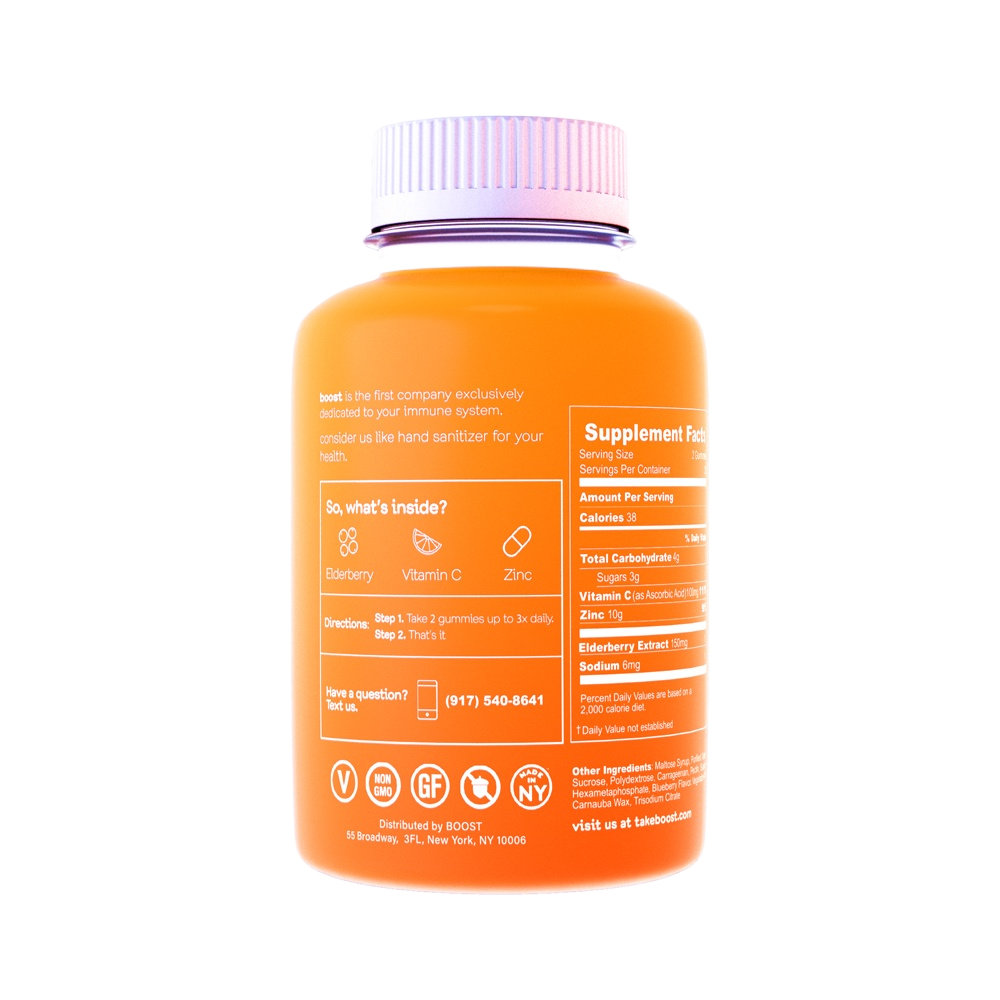 boost is the first company exclusively
dedicated to your immune system.
consider us like hand sanitizer for your
health.
So, what's inside?
Elderberry
Vitamin C
Zinc
Directions:
Step 1. Take 2 gummies up to 3x daily.
Step 2. That's it
Have a question?
Text us.
(917) 540-8641
V
NON
GMO
GF
MADE
IN
NY
Distributed by BOOST
55 Broadway, 3FL, New York, NY 10006
Supplement Facts
Serving Size 2
Servings Per Container
Amount Per Serving
Calories 38
% Daily
Total Carbohydrate 4g
Sugars 3g
Vitamin C (as Ascorbic Acid) 100mg
Zinc 10g
Elderberry Extract 150mg
Sodium 6mg
Percent Daily Values are based on a
2,000 calorie diet.
† Daily Value not established
Other Ingredients: Maltose Syrup,
Sucrose, Polydextrose, Carrageenan,
Hexametaphosphate, Blueberry Flavor,
Carnauba Wax, Trisodium Citrate
visit us at takeboost.com